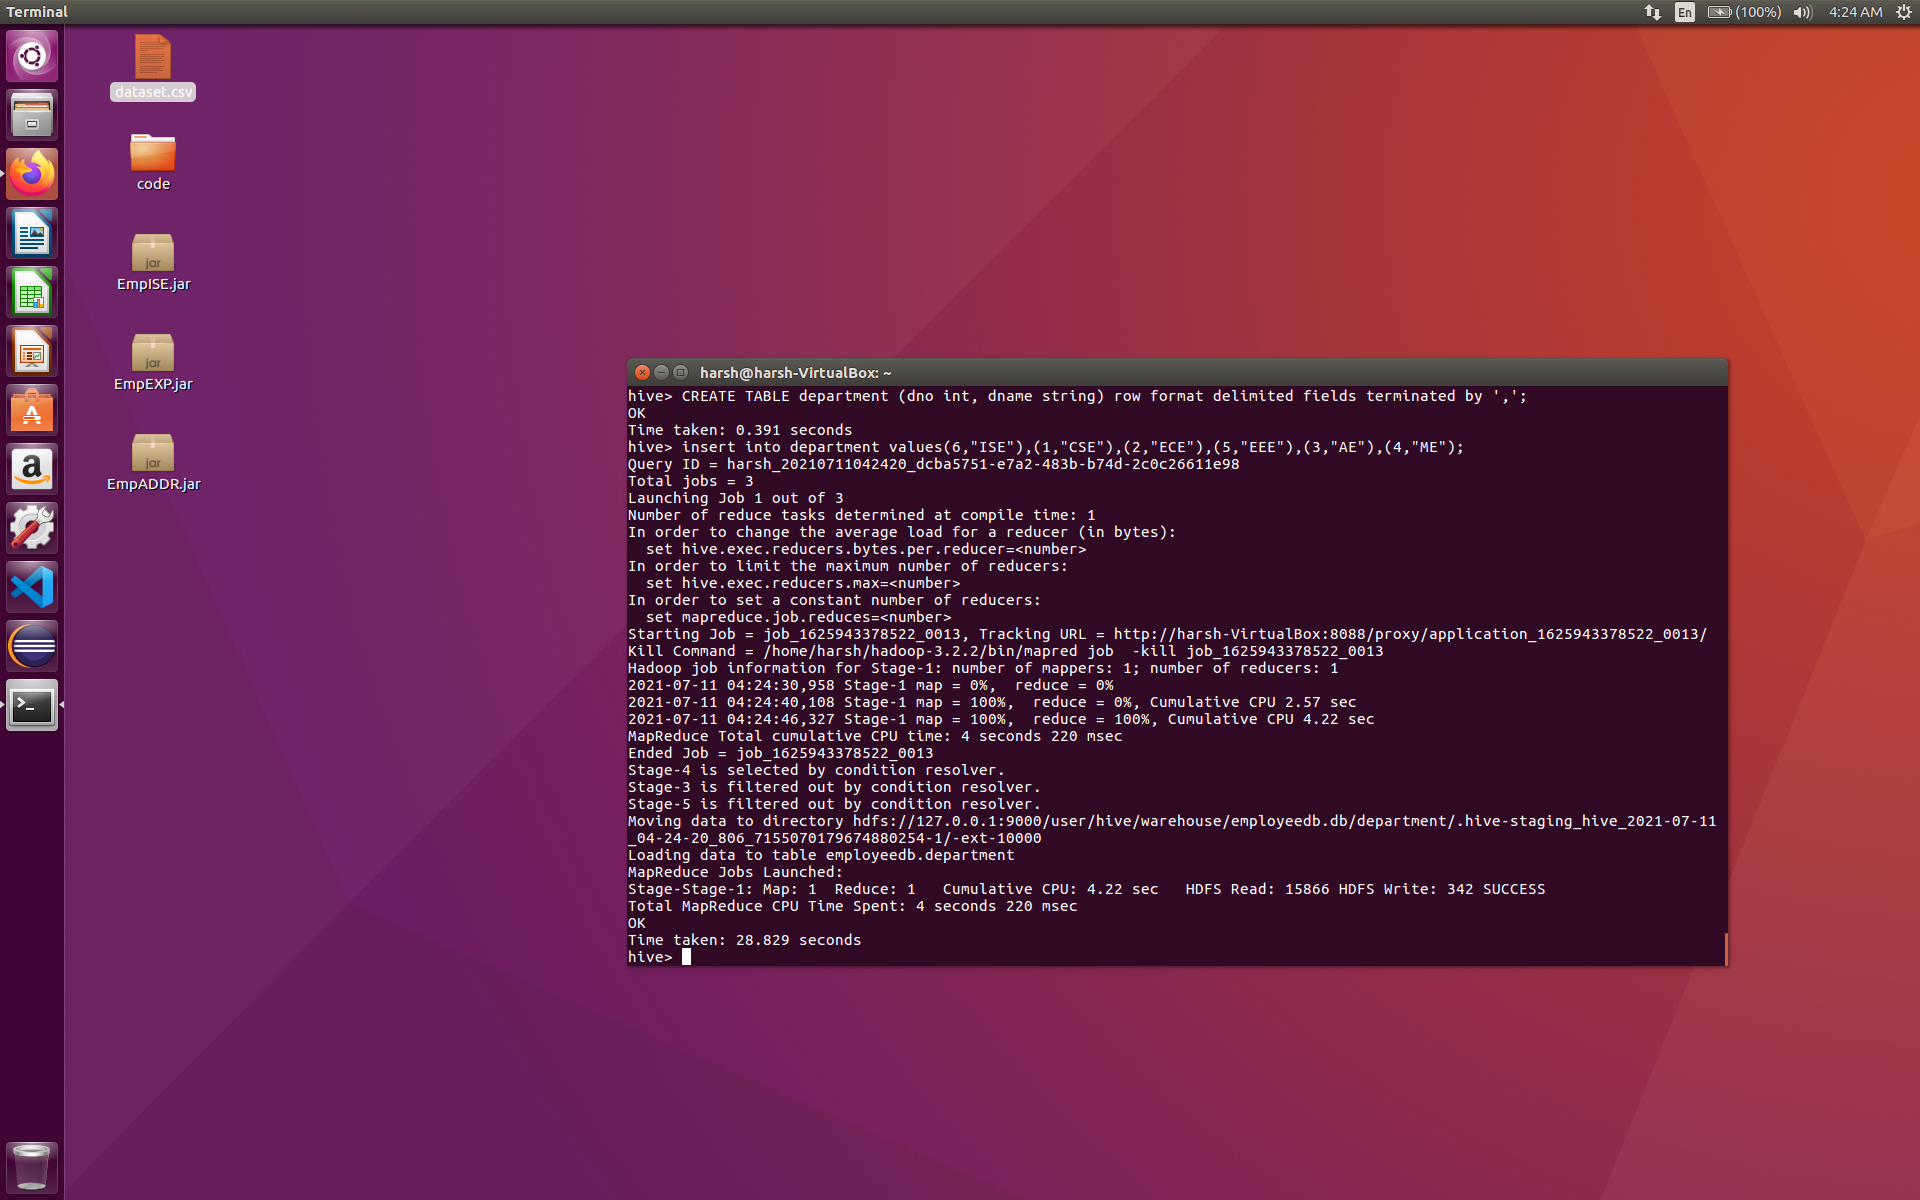 Terminal
En
(100%)
4:24 AM
dataset.csv
code
jar
EmpISE.jar
jar
EmpEXP.jar
jar
EmpADDR.jar
harsh@harsh-VirtualBox: ~
hive> CREATE TABLE department (dno int, dname string) row format delimited fields terminated by ',';
OK
Time taken: 0.391 seconds
hive> insert into department values(6,"ISE"),(1,"CSE"),(2,"ECE"),(5,"EEE"),(3,"AE"),(4,"ME");
Query ID = harsh_20210711042420_dcba5751-e7a2-483b-b74d-2c0c26611e98
Total jobs = 3
Launching Job 1 out of 3
Number of reduce tasks determined at compile time: 1
In order to change the average load for a reducer (in bytes):
  set hive.exec.reducers.bytes.per.reducer=<number>
In order to limit the maximum number of reducers:
  set hive.exec.reducers.max=<number>
In order to set a constant number of reducers:
  set mapreduce.job.reduces=<number>
Starting Job = job_1625943378522_0013, Tracking URL = http://harsh-VirtualBox:8088/proxy/application_1625943378522_0013/
Kill Command = /home/harsh/hadoop-3.2.2/bin/mapred job  -kill job_1625943378522_0013
Hadoop job information for Stage-1: number of mappers: 1; number of reducers: 1
2021-07-11 04:24:30,958 Stage-1 map = 0%,  reduce = 0%
2021-07-11 04:24:40,108 Stage-1 map = 100%,  reduce = 0%, Cumulative CPU 2.57 sec
2021-07-11 04:24:46,327 Stage-1 map = 100%,  reduce = 100%, Cumulative CPU 4.22 sec
MapReduce Total cumulative CPU time: 4 seconds 220 msec
Ended Job = job_1625943378522_0013
Stage-4 is selected by condition resolver.
Stage-3 is filtered out by condition resolver.
Stage-5 is filtered out by condition resolver.
Moving data to directory hdfs://127.0.0.1:9000/user/hive/warehouse/employeedb.db/department/.hive-staging_hive_2021-07-11
_04-24-20_806_7155070179674880254-1/-ext-10000
Loading data to table employeedb.department
MapReduce Jobs Launched:
Stage-Stage-1: Map: 1  Reduce: 1   Cumulative CPU: 4.22 sec   HDFS Read: 15866 HDFS Write: 342 SUCCESS
Total MapReduce CPU Time Spent: 4 seconds 220 msec
OK
Time taken: 28.829 seconds
hive>